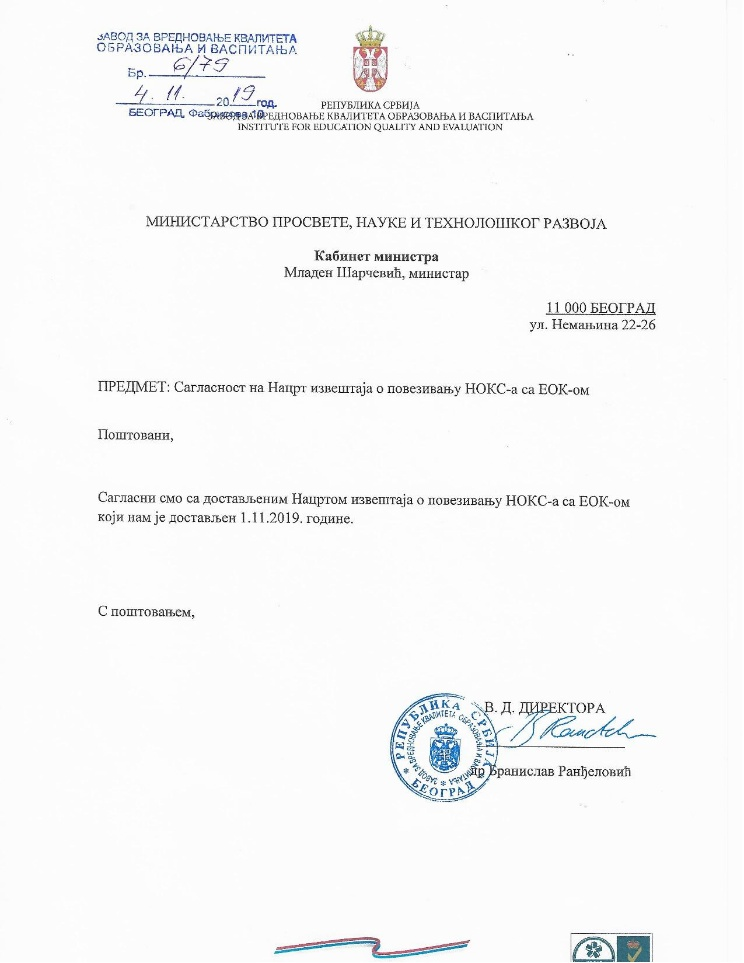 ЗАВОД ЗА ВРЕДНОВАЊЕ КВАЛИТЕТА
ОБРАЗОВАЊА И ВАСПИТАЊА
Бр. 6/79
4. 11. 2019 год.
БЕОГРАД, Фабрисова 10
РЕПУБЛИКА СРБИЈА
ЗАВОД ЗА ВРЕДНОВАЊЕ КВАЛИТЕТА ОБРАЗОВАЊА И ВАСПИТАЊА
INSTITUTE FOR EDUCATION QUALITY AND EVALUATION
МИНИСТАРСТВО ПРОСВЕТЕ, НАУКЕ И ТЕХНОЛОШКОГ РАЗВОЈА
Кабинет министра
Младен Шарчевић, министар
11 000 БЕОГРАД
ул. Немањина 22-26
ПРЕДМЕТ: Сагласност на Нацрт извештаја о повезивању НОКС-а са ЕОК-ом
Поштовани,
Сагласни смо са достављеним Нацртом извештаја о повезивању НОКС-а са ЕОК-ом
који нам је достављен 1.11.2019. године.
С поштовањем,
В. Д. ДИРЕКТОРА
др Бранислав Ранђеловић
РЕПУБЛИКА СРБИЈА
ЗАВОД ЗА ВРЕДНОВАЊЕ КВАЛИТЕТА ОБРАЗОВАЊА И ВАСПИТАЊА
БЕОГРАД